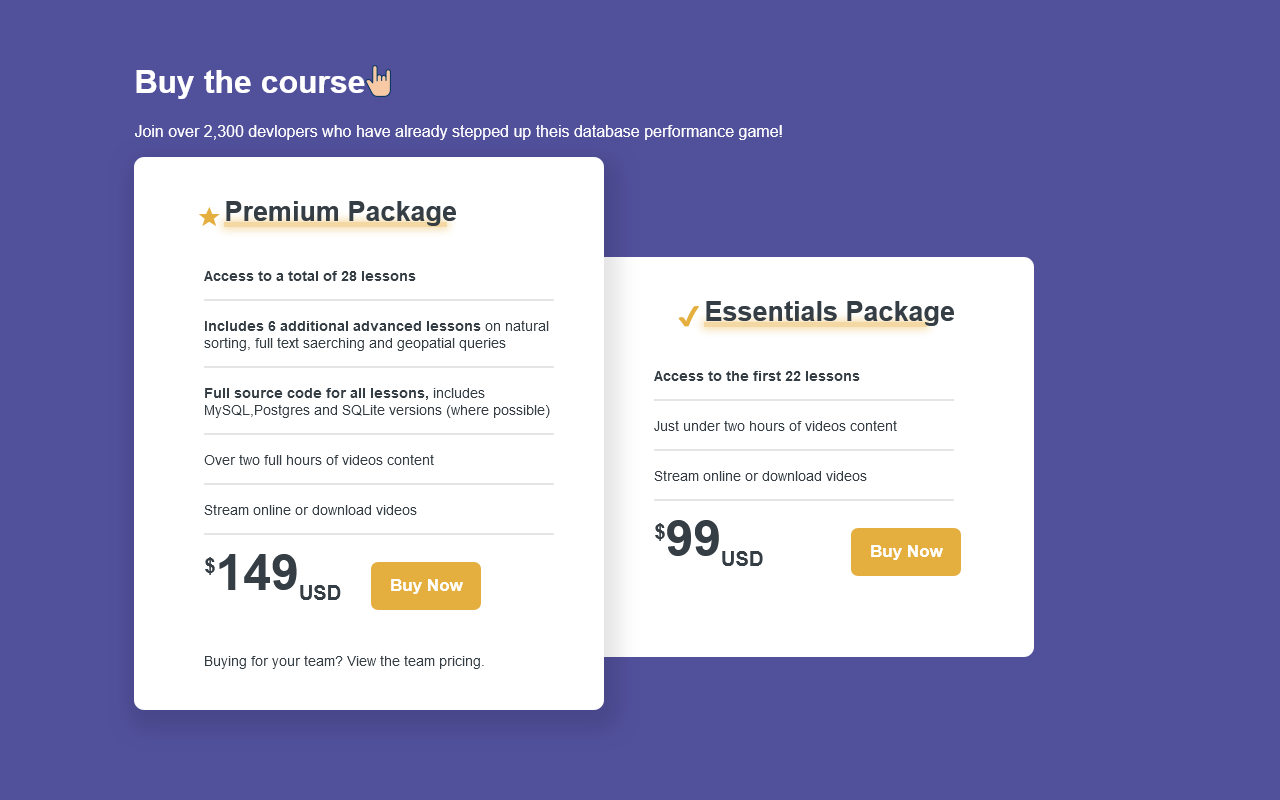 Buy the course
Join over 2,300 devlopers who have already stepped up theis database performance game!
Premium Package
Access to a total of 28 lessons
Includes 6 additional advanced lessons on natural
sorting, full text saerching and geopatial queries
Full source code for all lessons, includes
MySQL,Postgres and SQLite versions (where possible)
Over two full hours of videos content
Stream online or download videos
$149USD
Buy Now
Buying for your team? View the team pricing.
Essentials Package
Access to the first 22 lessons
Just under two hours of videos content
Stream online or download videos
$99USD
Buy Now